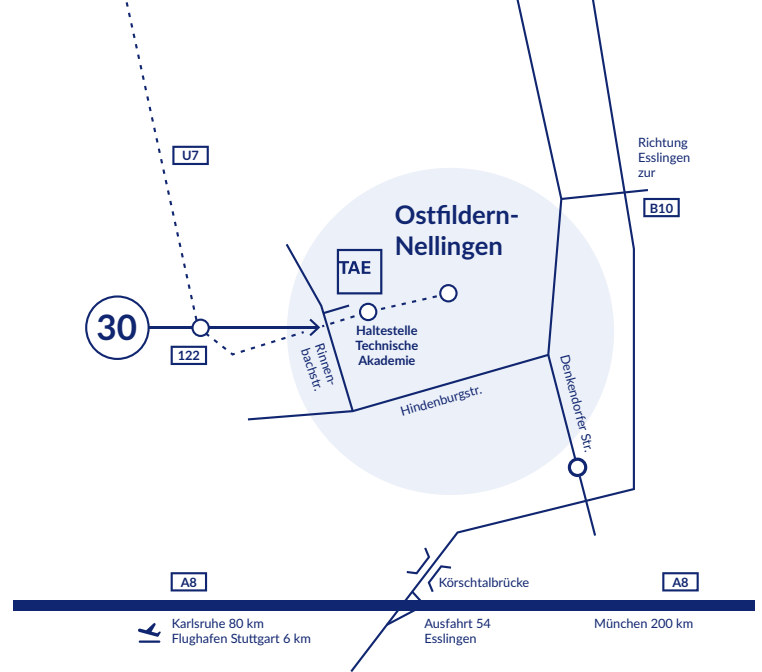 U7
Richtung
Esslingen
zur
B10
Ostfildern-
Nellingen
TAE
30
122
Haltestelle
Technische
Akademie
Rinnen-
bachstr.
Hindenburgstr.
Denkendorfer Str.
A8
Körschtalbrücke
A8
Karlsruhe 80 km
Flughafen Stuttgart 6 km
Ausfahrt 54
Esslingen
München 200 km